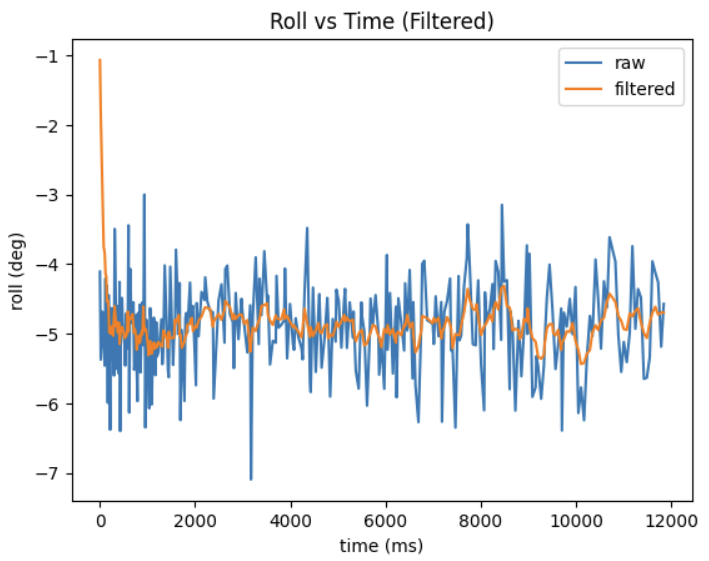 Roll vs Time (Filtered)
raw
filtered
−1
−2
−3
−4
−5
−6
−7
roll (deg)
0 2000 4000 6000 8000 10000 12000
time (ms)